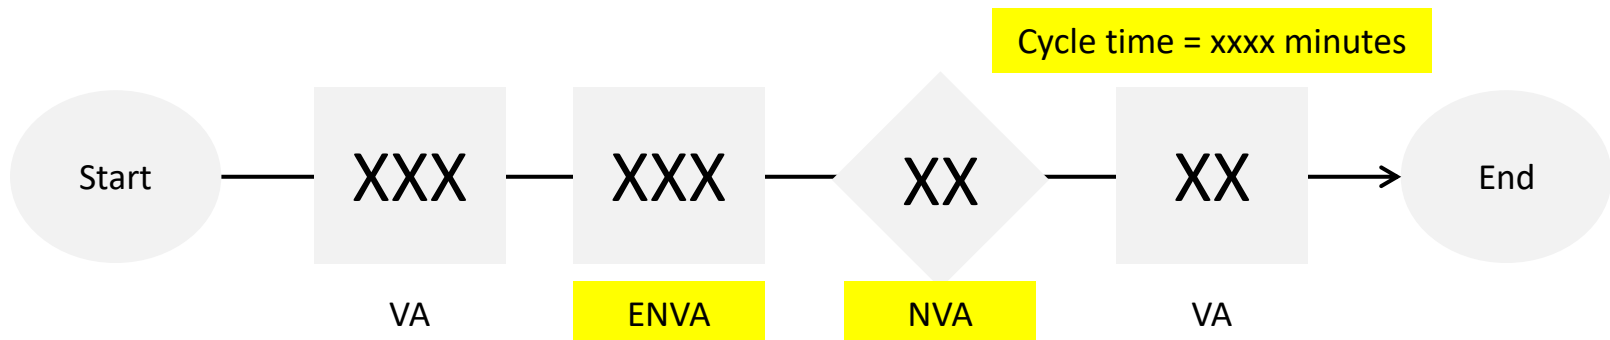 Cycle time = xxxx minutes
Start
XXX
XXX
XX
XX
End
VA
ENVA
NVA
VA